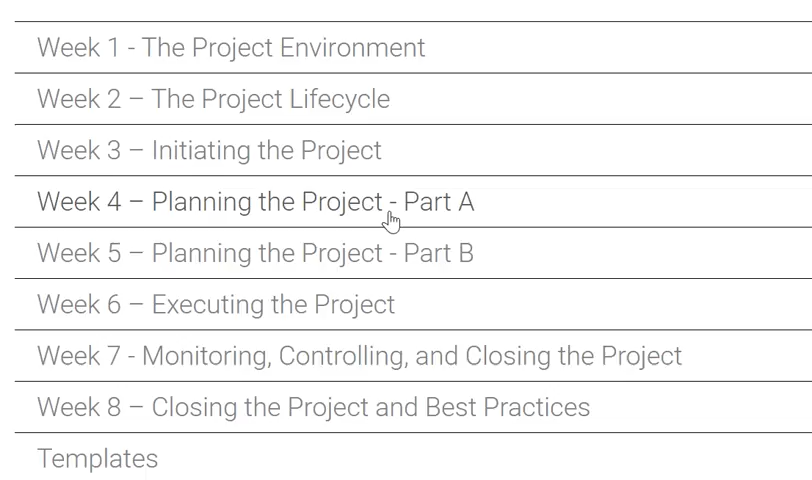 Week 1 - The Project Environment
Week 2 – The Project Lifecycle
Week 3 – Initiating the Project
Week 4 – Planning the Project - Part A
Week 5 – Planning the Project - Part B
Week 6 – Executing the Project
Week 7 - Monitoring, Controlling, and Closing the Project
Week 8 – Closing the Project and Best Practices
Templates